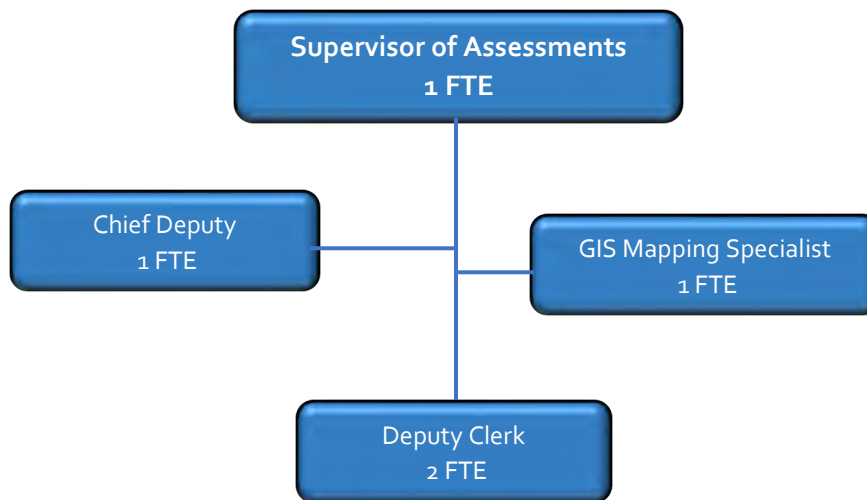 Supervisor of Assessments
1 FTE
Chief Deputy
1 FTE
GIS Mapping Specialist
1 FTE
Deputy Clerk
2 FTE